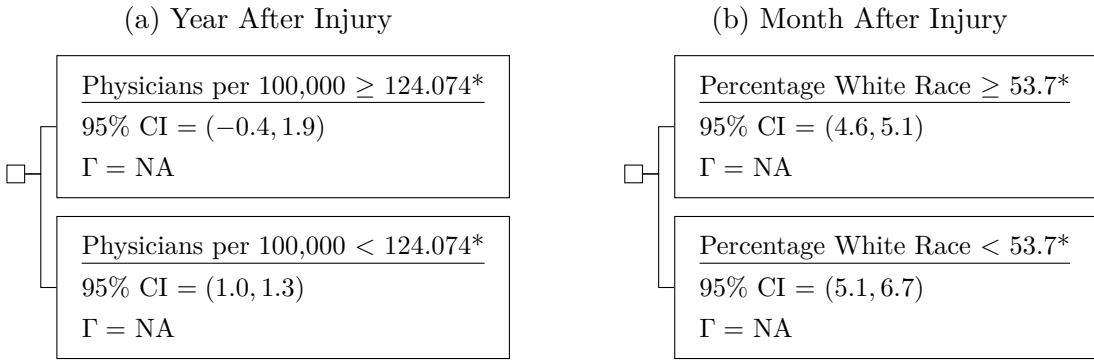 (a) Year After Injury
Physicians per 100,000 ≥ 124.074*
95% CI = (−0.4, 1.9)
Γ = NA
Physicians per 100,000 < 124.074*
95% CI = (1.0, 1.3)
Γ = NA
(b) Month After Injury
Percentage White Race ≥ 53.7*
95% CI = (4.6, 5.1)
Γ = NA
Percentage White Race < 53.7*
95% CI = (5.1, 6.7)
Γ = NA